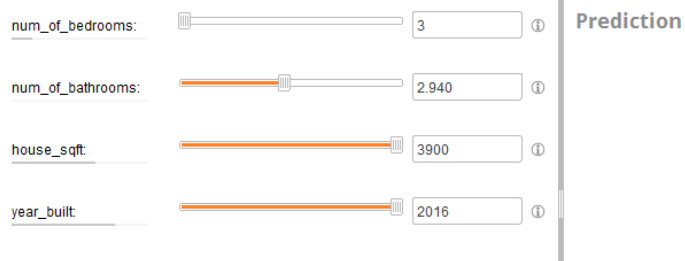 num_of_bedrooms: 3 Prediction
num_of_bathrooms: 2.940
house_sqft: 3900
year_built: 2016